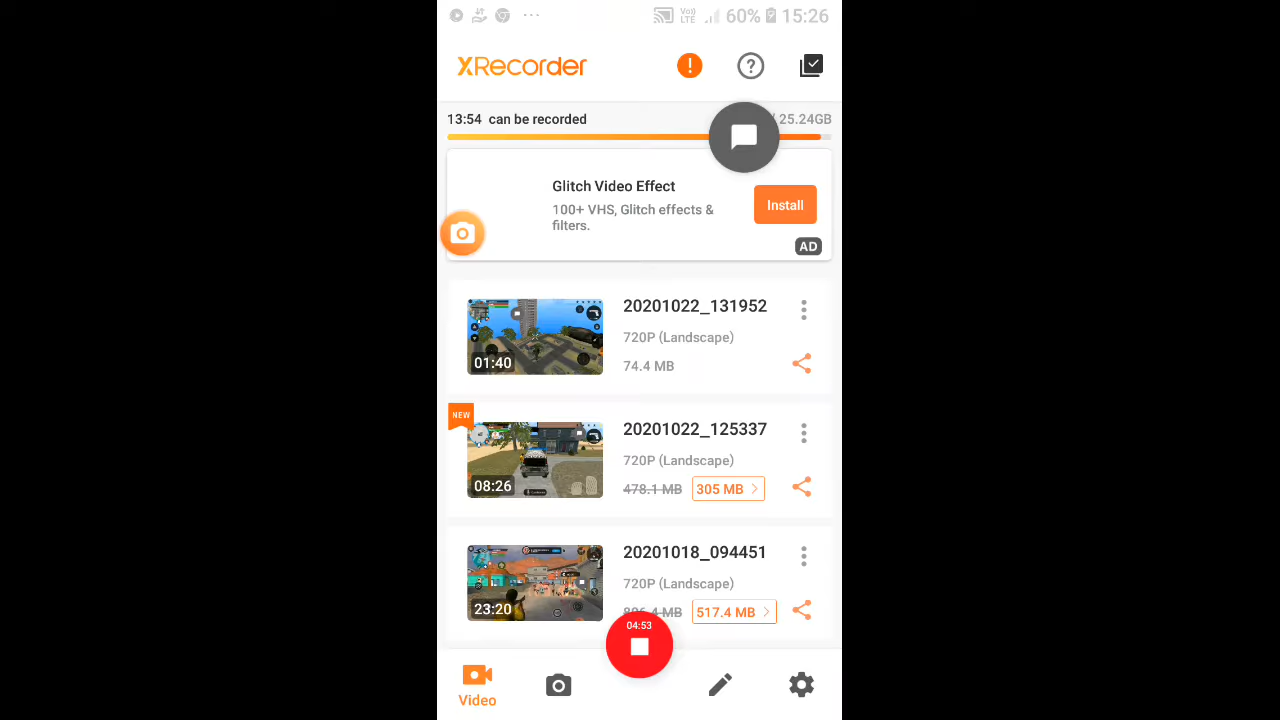 Vo)) LTE 60% 15:26
XRecorder
13:54 can be recorded 25.24GB
Glitch Video Effect
100+ VHS, Glitch effects &
filters.
Install
AD
20201022_131952
720P (Landscape)
01:40
74.4 MB
NEW
20201022_125337
720P (Landscape)
08:26
478.1 MB 305 MB
20201018_094451
720P (Landscape)
23:20
517.4 MB
04:53
Video